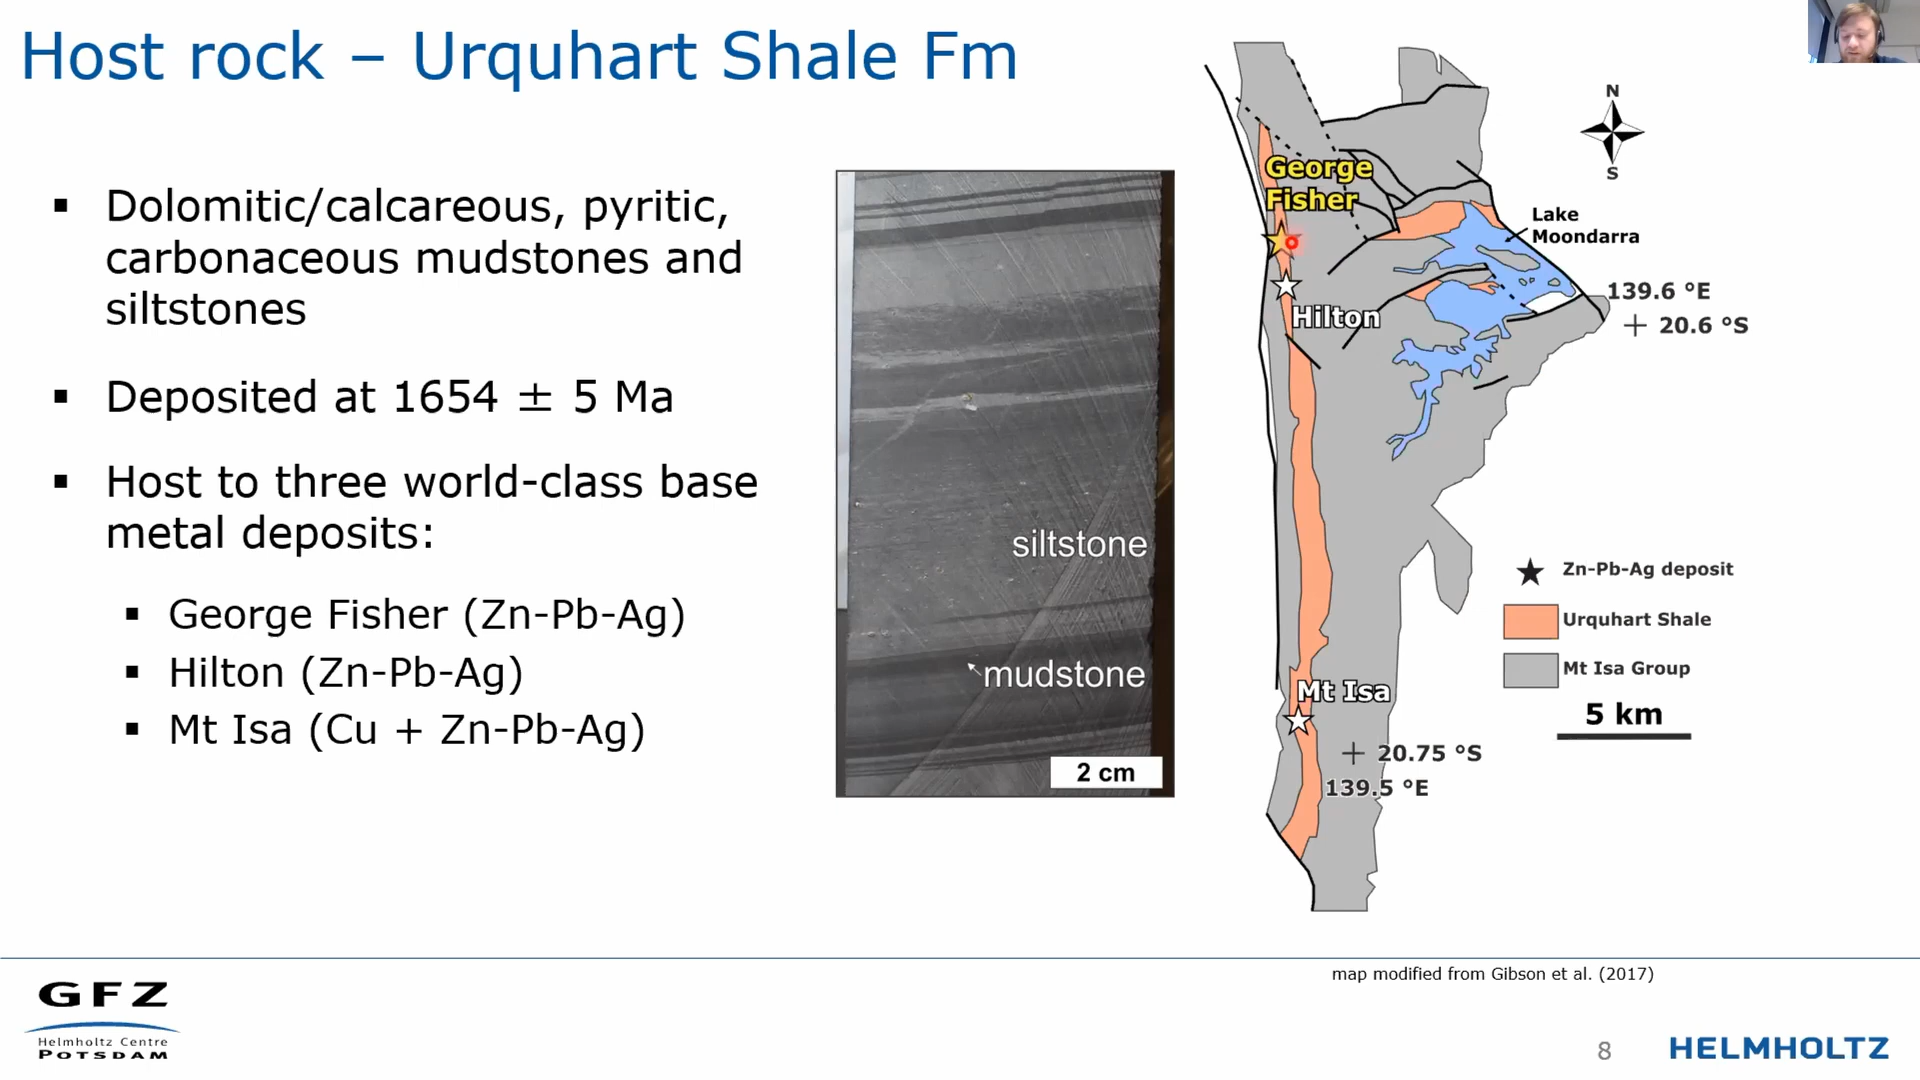 Host rock – Urquhart Shale Fm
▪ Dolomitic/calcareous, pyritic,
carbonaceous mudstones and
siltstones
▪ Deposited at 1654 ± 5 Ma
▪ Host to three world-class base
metal deposits:
▪ George Fisher (Zn-Pb-Ag)
▪ Hilton (Zn-Pb-Ag)
▪ Mt Isa (Cu + Zn-Pb-Ag)
siltstone
mudstone
2 cm
N
S
George
Fisher
Lake
Moondarra
Hilton
139.6 °E
20.6 °S
Zn-Pb-Ag deposit
Urquhart Shale
Mt Isa Group
5 km
Mt Isa
20.75 °S
139.5 °E
map modified from Gibson et al. (2017)
GFZ
Helmholtz Centre
POTSDAM
8
HELMHOLTZ